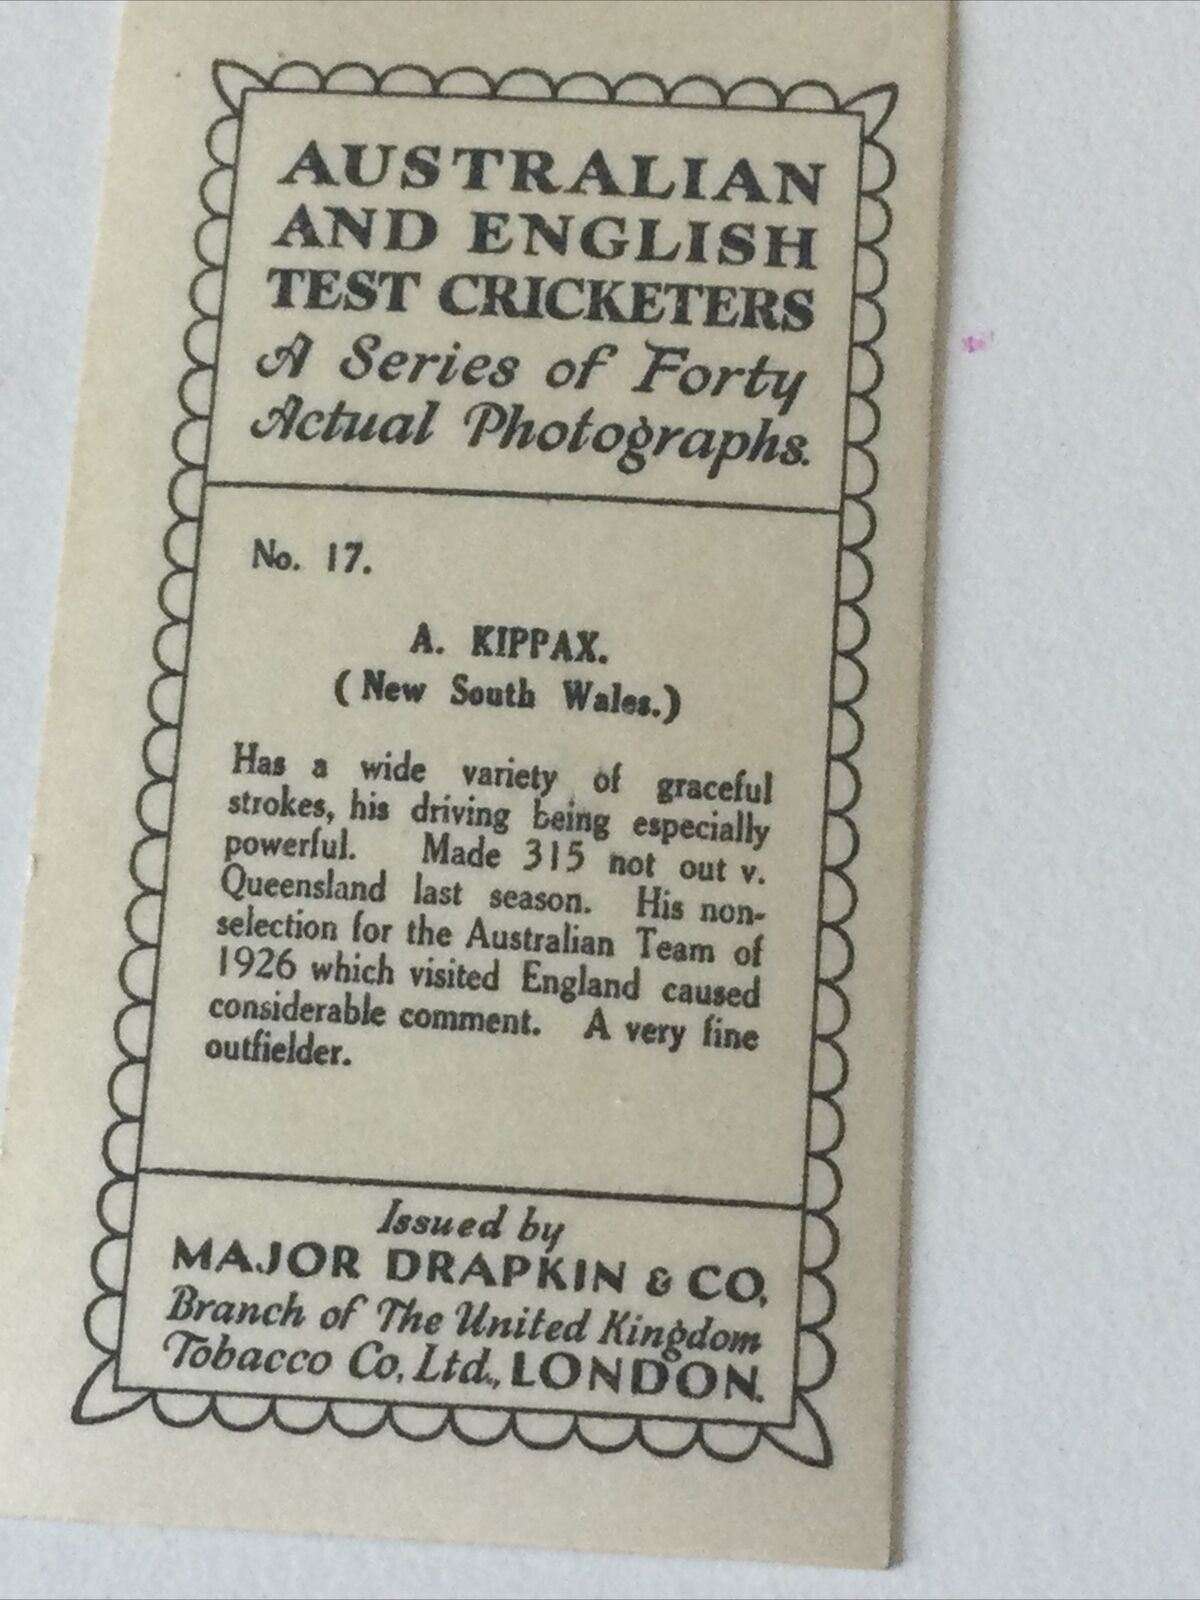 AUSTRALIAN
AND ENGLISH
TEST CRICKETERS
A Series of Forty
Actual Photographs.
No. 17.
A. KIPPAX.
(New South Wales.)
Has a wide variety of graceful
strokes, his driving being especially
powerful. Made 315 not out v.
Queensland last season. His non-
selection for the Australian Team of
1926 which visited England caused
considerable comment. A very fine
outfielder.
Issued by
MAJOR DRAPKIN & CO,
Branch of The United Kingdom
Tobacco Co, Ltd., LONDON.